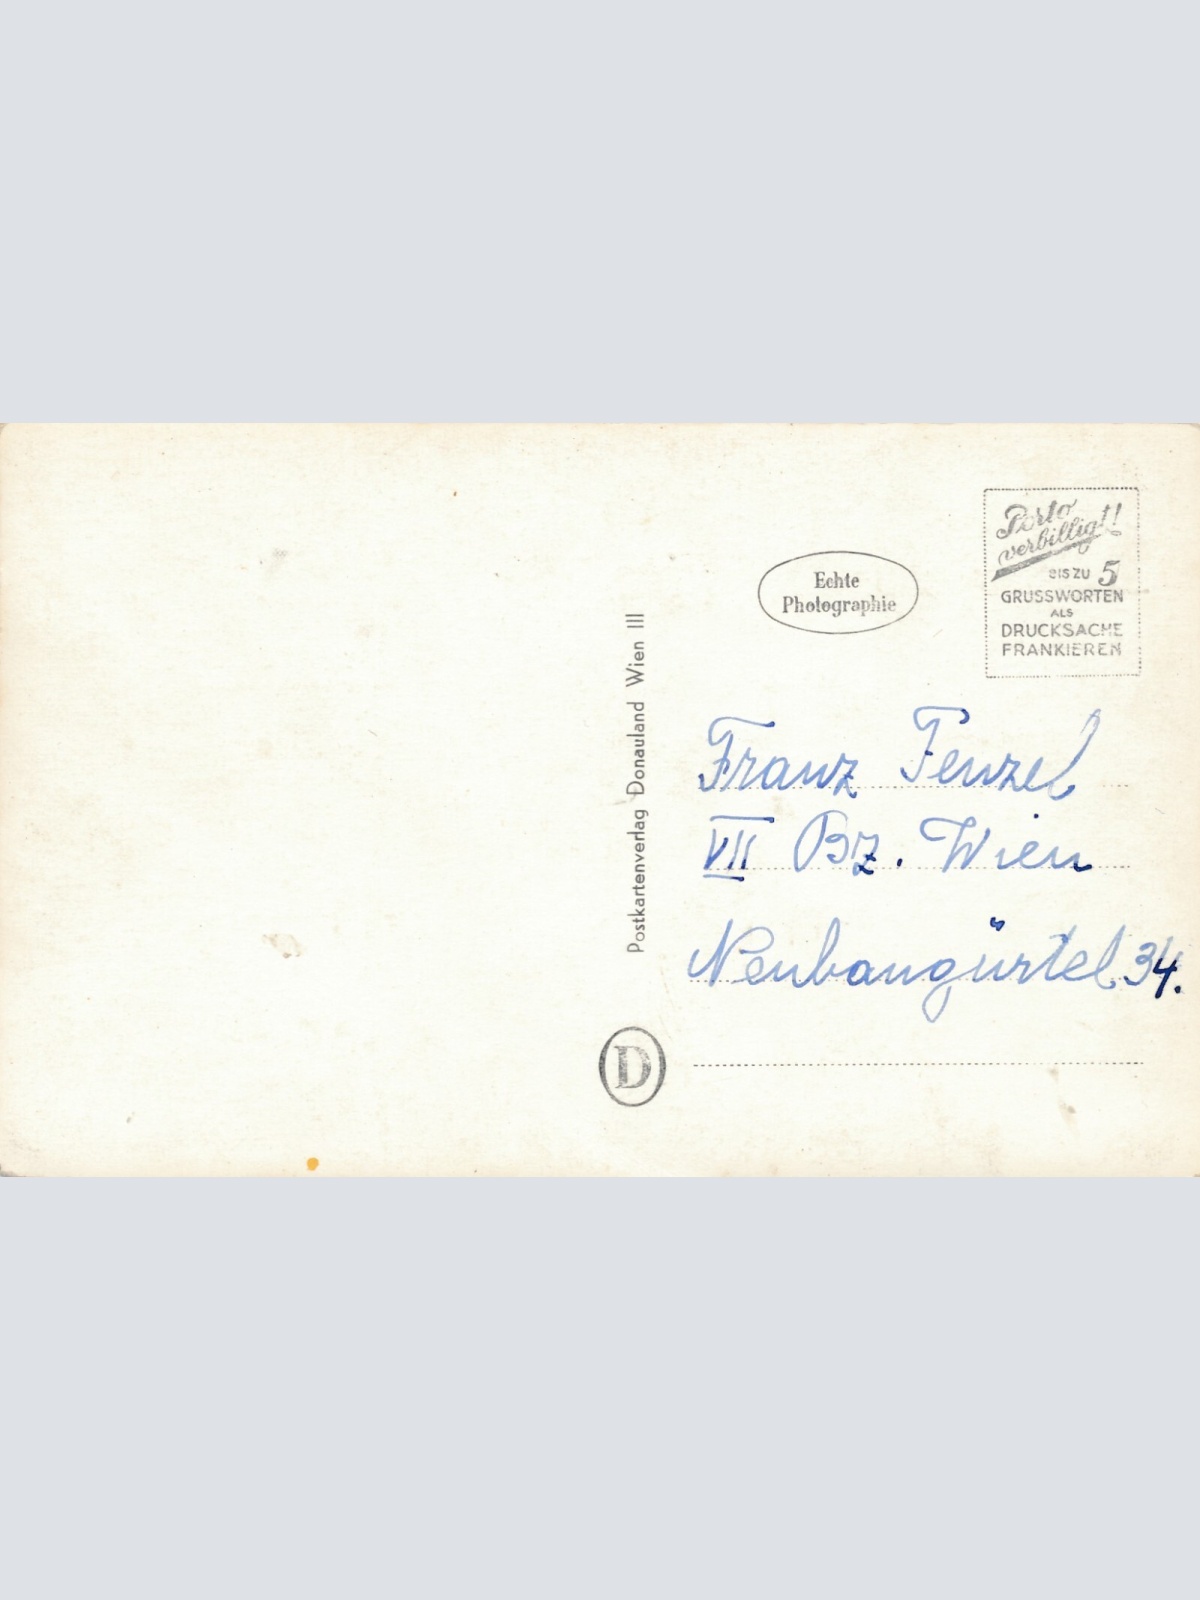 Postkartenverlag Donauland Wien III
D
Echte
Photographie
Porto
verbilligt!
BIS ZU 5
GRUSSWORTEN
ALS
DRUCKSACHE
FRANKIEREN
Franz Fenzel
VII Bz. Wien
Neubaugürtel 34.